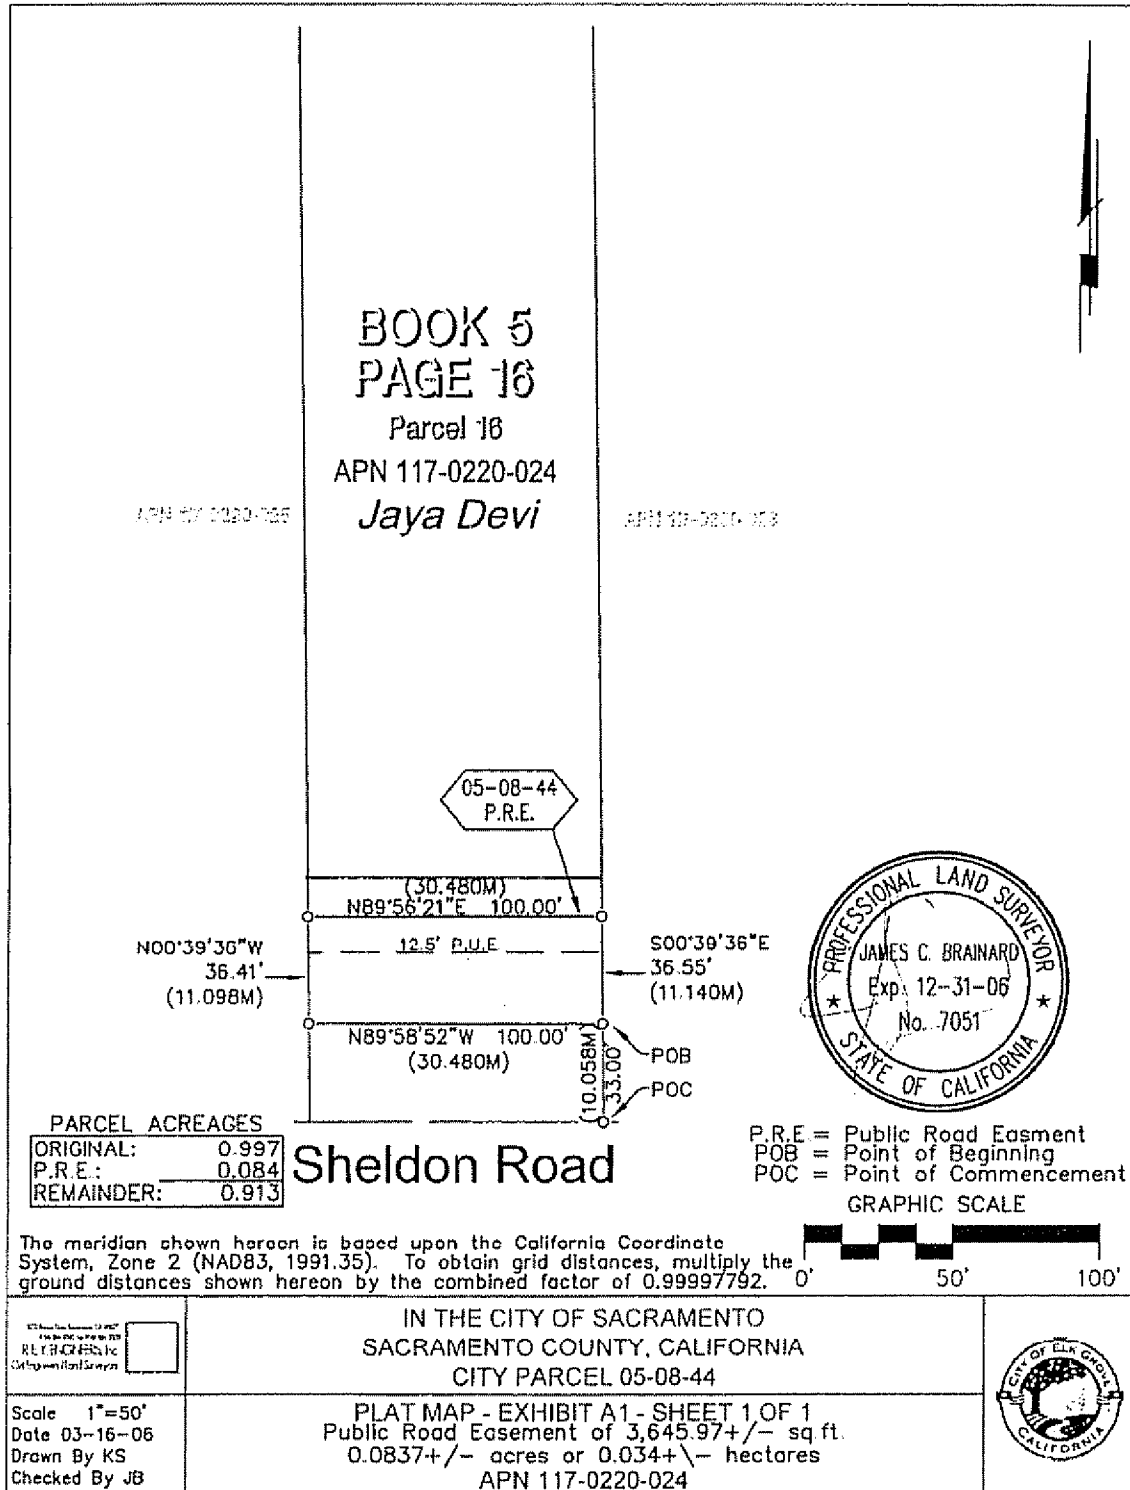 BOOK 5
PAGE 16
Parcel 16
APN 117-0220-024
Jaya Devi
05-08-44
P.R.E.
(30.480M)
N89°56'21"E 100.00'
12.5' P.U.E
N00°39'36"W
36.41'
(11.098M)
S00°39'36"E
36.55'
(11.140M)
N89°58'52"W 100.00'
(30.480M)
(10.058M)
33.00'
POB
POC
PROFESSIONAL LAND SURVEYOR
JAMES C. BRAINARD
Exp. 12-31-06
No. 7051
STATE OF CALIFORNIA
PARCEL ACREAGES
ORIGINAL: 0.997
P.R.E.: 0.084
REMAINDER: 0.913
Sheldon Road
P.R.E = Public Road Easment
POB = Point of Beginning
POC = Point of Commencement
GRAPHIC SCALE
0' 50' 100'
The meridian shown hereon is based upon the California Coordinate
System, Zone 2 (NAD83, 1991.35). To obtain grid distances, multiply the
ground distances shown hereon by the combined factor of 0.99997792.
IN THE CITY OF SACRAMENTO
SACRAMENTO COUNTY, CALIFORNIA
CITY PARCEL 05-08-44
Scale 1"=50'
Date 03-16-06
Drawn By KS
Checked By JB
PLAT MAP - EXHIBIT A1 - SHEET 1 OF 1
Public Road Easement of 3,645.97+/- sq.ft.
0.0837+/- acres or 0.034+\- hectares
APN 117-0220-024
CITY OF ELK GROVE
CALIFORNIA